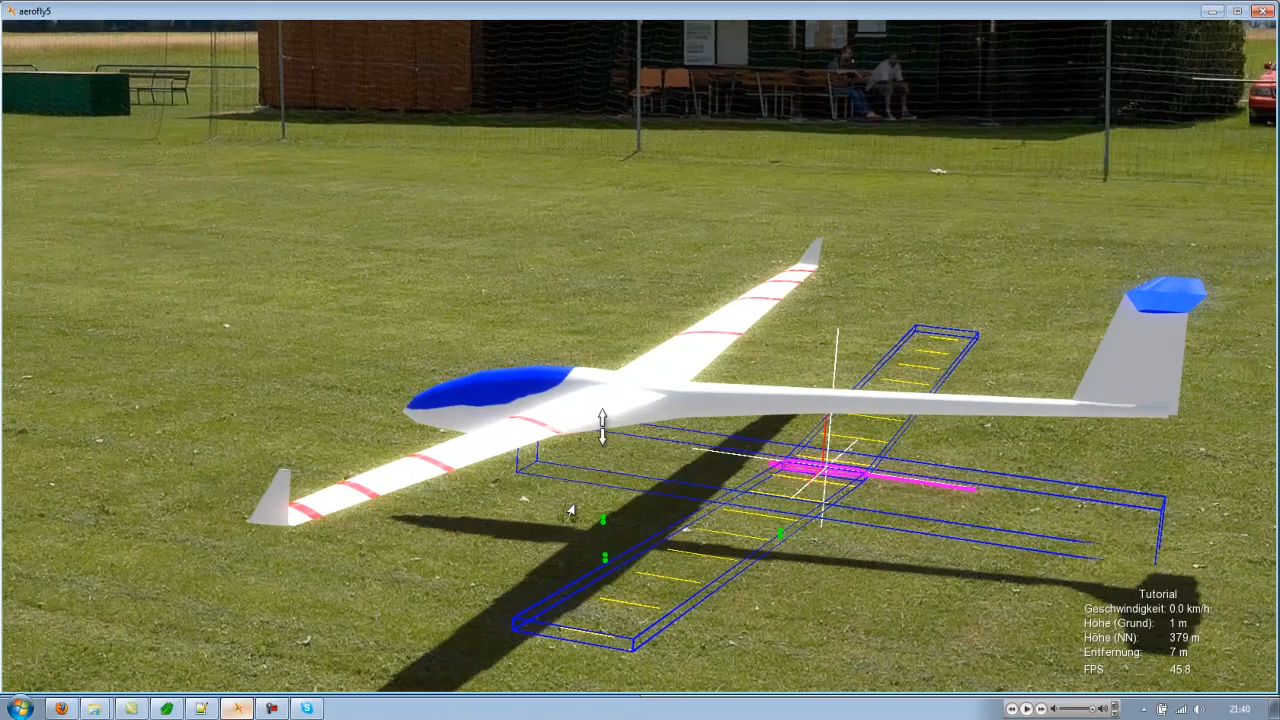 aerofly5
Tutorial
Geschwindigkeit: 0.0 km/h
Höhe (Grund): 1 m
Höhe (NN): 379 m
Entfernung: 7 m
FPS 45.8
21:40